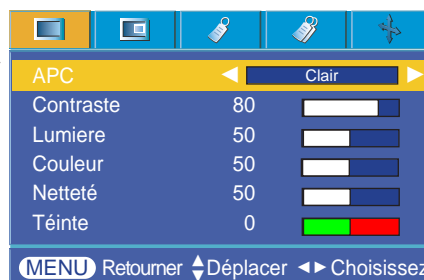 APC Clair
Contraste 80
Lumiere 50
Couleur 50
Netteté 50
Téinte 0
MENU Retourner Déplacer Choisissez